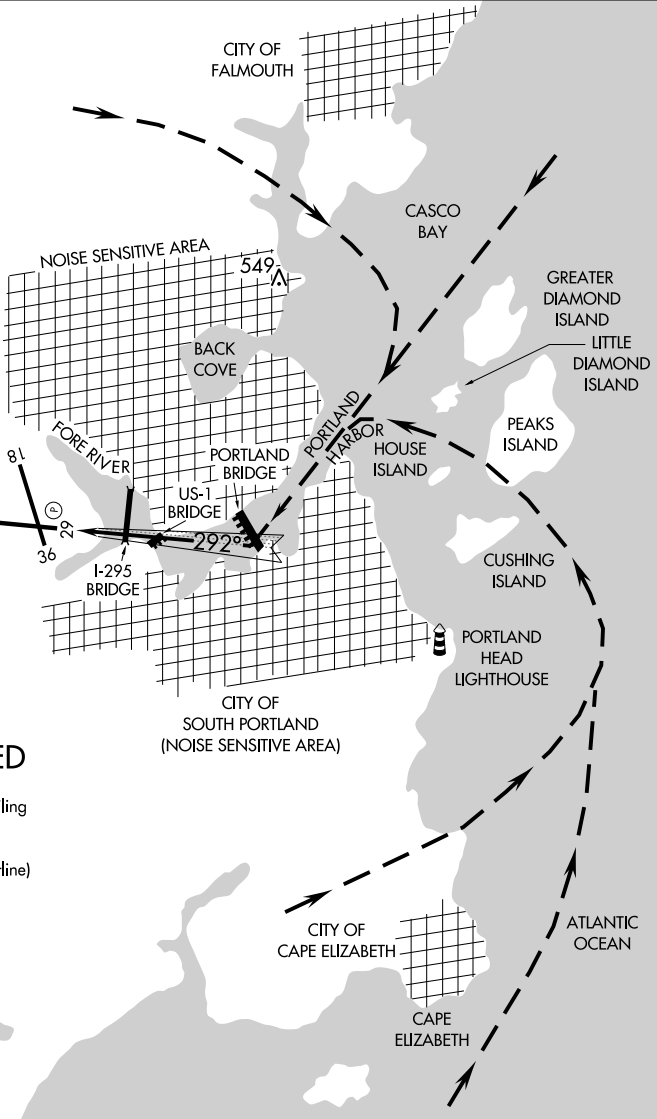 CITY OF
FALMOUTH
CASCO
BAY
NOISE SENSITIVE AREA
549
GREATER
DIAMOND
ISLAND
LITTLE
DIAMOND
ISLAND
BACK
COVE
PORTLAND
HARBOR
PEAKS
ISLAND
HOUSE
ISLAND
FORE RIVER
PORTLAND
BRIDGE
US-1
BRIDGE
18
P
29
292°
36
I-295
BRIDGE
CUSHING
ISLAND
PORTLAND
HEAD
LIGHTHOUSE
CITY OF
SOUTH PORTLAND
(NOISE SENSITIVE AREA)
ED
ling
line)
CITY OF
CAPE ELIZABETH
ATLANTIC
OCEAN
CAPE
ELIZABETH